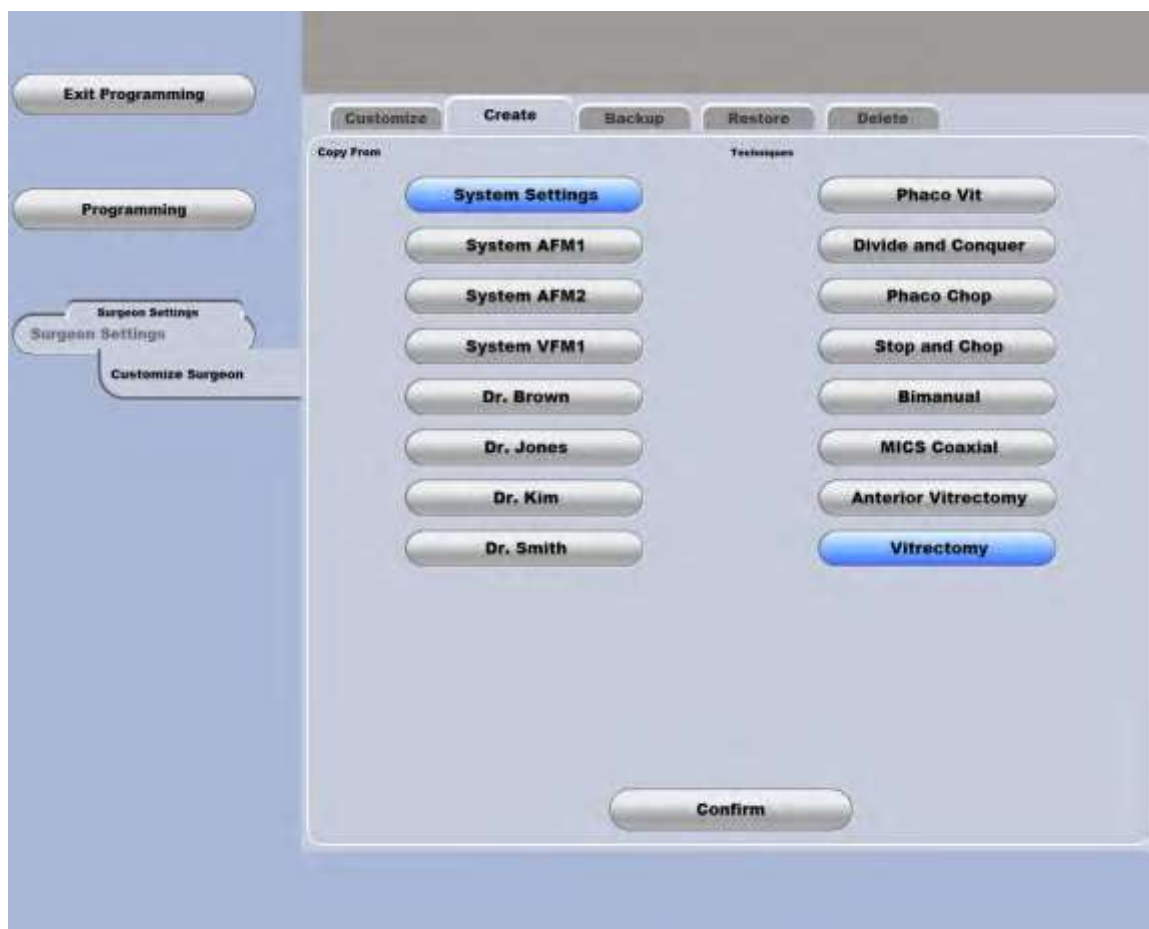 Exit Programming
Programming
Surgeon Settings
Surgeon Settings
Customize Surgeon
Customize
Create
Backup
Restore
Delete
Copy From
System Settings
System AFM1
System AFM2
System VFM1
Dr. Brown
Dr. Jones
Dr. Kim
Dr. Smith
Techniques
Phaco Vit
Divide and Conquer
Phaco Chop
Stop and Chop
Bimanual
MICS Coaxial
Anterior Vitrectomy
Vitrectomy
Confirm